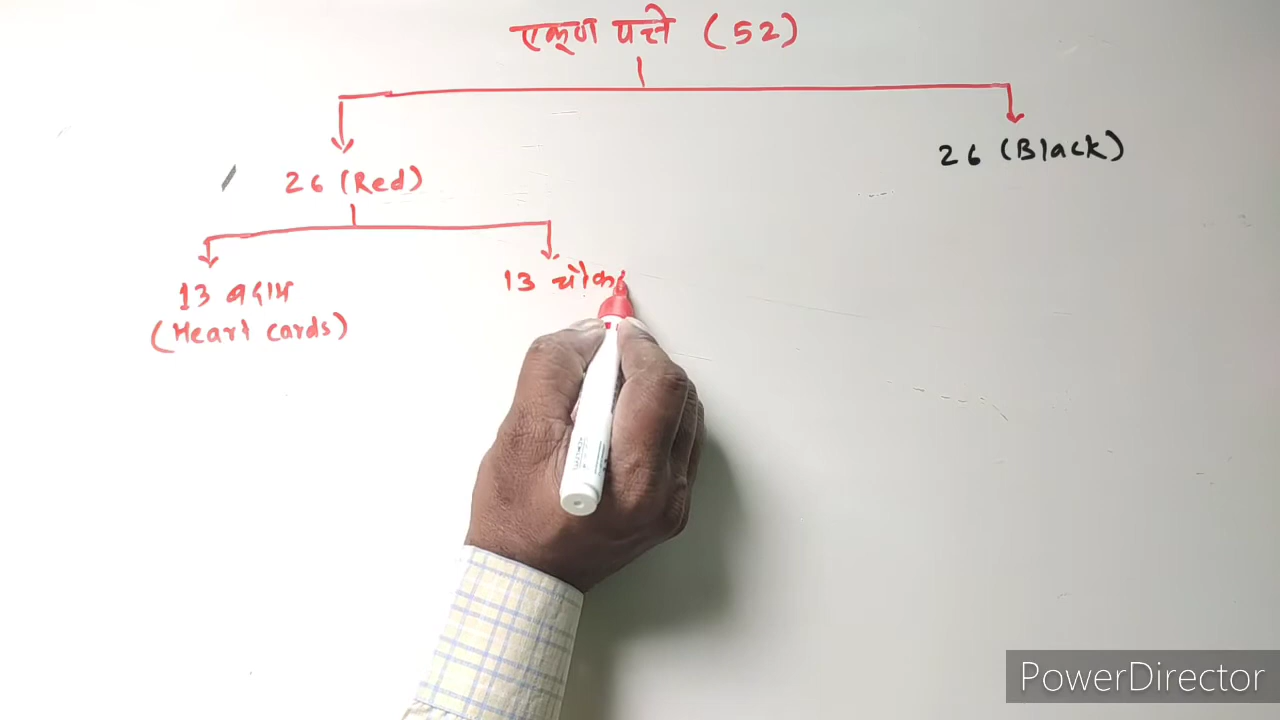 एकूण पत्ते (52)
26 (Red)
26 (Black)
13 बदाम
(Heart cards)
13 चौक
PowerDirector